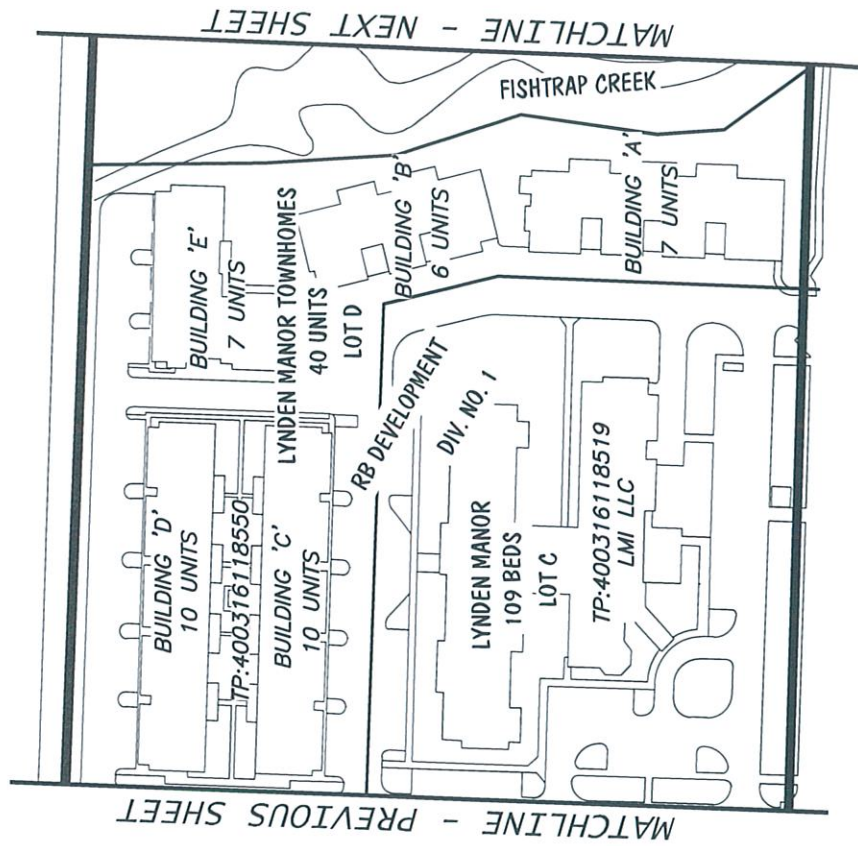 MATCHLINE - NEXT SHEET
FISHTRAP CREEK
BUILDING 'E'
7 UNITS
LYNDEN MANOR TOWNHOMES
40 UNITS
LOT D
BUILDING 'B'
6 UNITS
BUILDING 'A'
7 UNITS
BUILDING 'D'
10 UNITS
TP:400316118550
BUILDING 'C'
10 UNITS
RB DEVELOPMENT
DIV. NO. 1
LYNDEN MANOR
109 BEDS
LOT C
TP:400316118519
LMI LLC
MATCHLINE - PREVIOUS SHEET